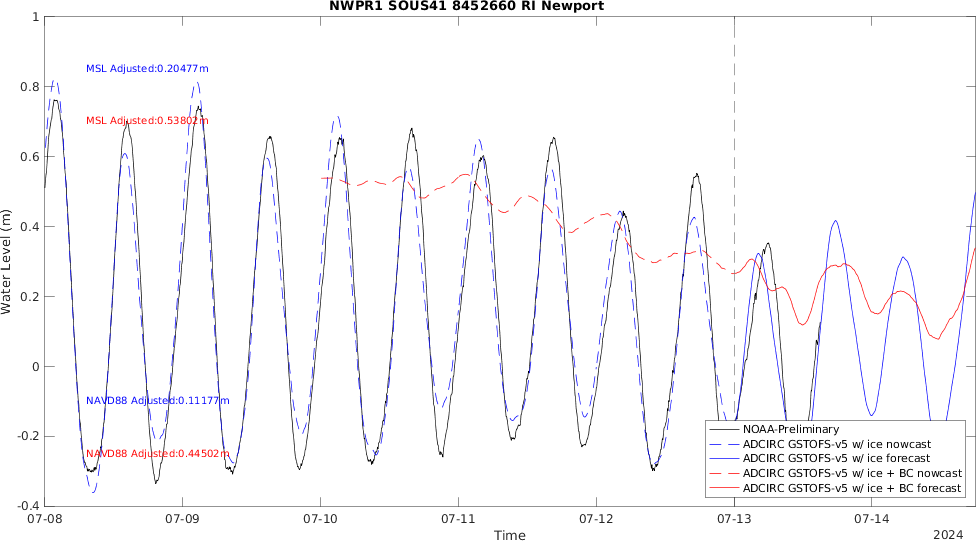 NWPR1 SOUS41 8452660 RI Newport
1
0.8
0.6
0.4
0.2
0
-0.2
-0.4
Water Level (m)
MSL Adjusted:0.20477m
MSL Adjusted:0.53802m
NAVD88 Adjusted:0.11177m
NAVD88 Adjusted:0.44502m
NOAA-Preliminary
ADCIRC GSTOFS-v5 w/ ice nowcast
ADCIRC GSTOFS-v5 w/ ice forecast
ADCIRC GSTOFS-v5 w/ ice + BC nowcast
ADCIRC GSTOFS-v5 w/ ice + BC forecast
07-08 07-09 07-10 07-11 07-12 07-13 07-14
Time
2024